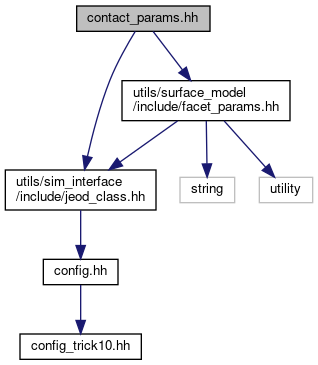 contact_params.hh
utils/surface_model
/include/facet_params.hh
utils/sim_interface
/include/jeod_class.hh
string
utility
config.hh
config_trick10.hh